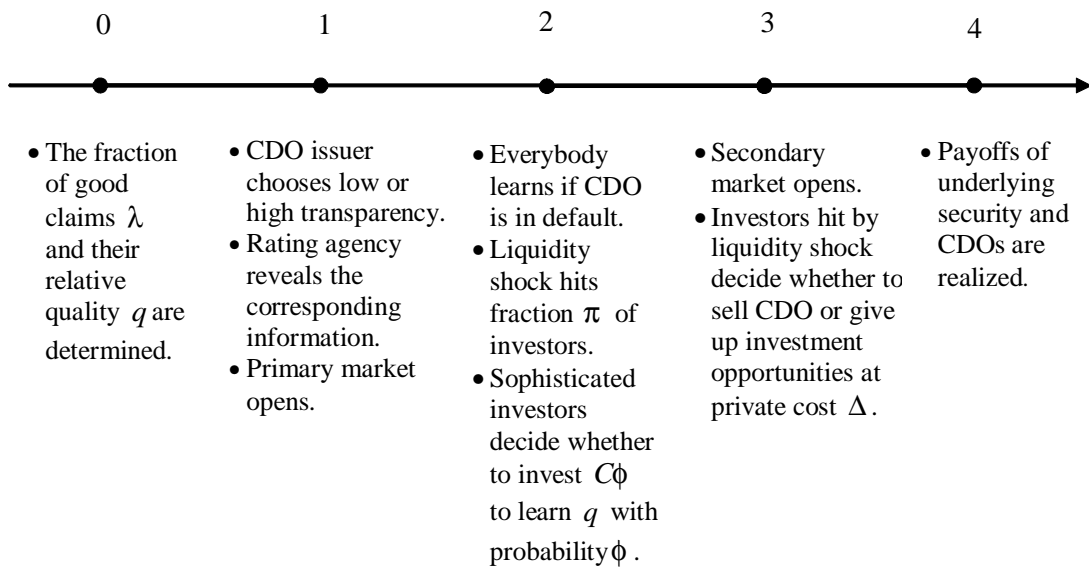 0 1 2 3 4
• The fraction
of good
claims λ
and their
relative
quality q are
determined.
• CDO issuer
chooses low or
high transparency.
• Rating agency
reveals the
corresponding
information.
• Primary market
opens.
• Everybody
learns if CDO
is in default.
• Liquidity
shock hits
fraction π of
investors.
• Sophisticated
investors
decide whether
to invest Cϕ
to learn q with
probability ϕ .
• Secondary
market opens.
• Investors hit by
liquidity shock
decide whether to
sell CDO or give
up investment
opportunities at
private cost Δ .
• Payoffs of
underlying
security and
CDOs are
realized.